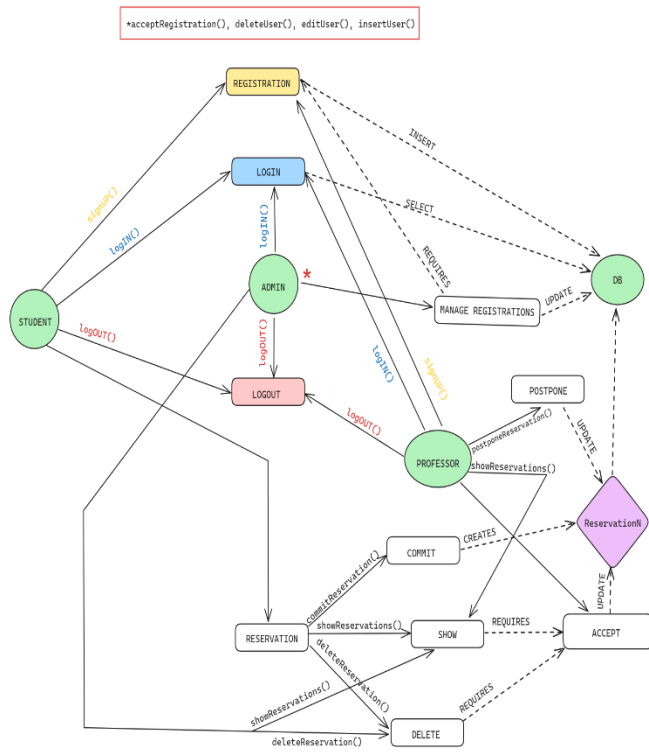 *acceptRegistration(), deleteUser(), editUser(), insertUser()
REGISTRATION
INSERT
LOGIN
SELECT
signUP()
logIN()
logIN()
REQUIRES
*
ADMIN
DB
UPDATE
MANAGE REGISTRATIONS
STUDENT
logOUT()
logOUT()
logIN()
signUP()
LOGOUT
POSTPONE
logOUT()
postponeReservation()
UPDATE
PROFESSOR
showReservations()
ReservationN
CREATES
COMMIT
commitReservation()
UPDATE
RESERVATION
showReservations()
SHOW
REQUIRES
ACCEPT
deleteReservation()
showReservations()
REQUIRES
DELETE
deleteReservation()